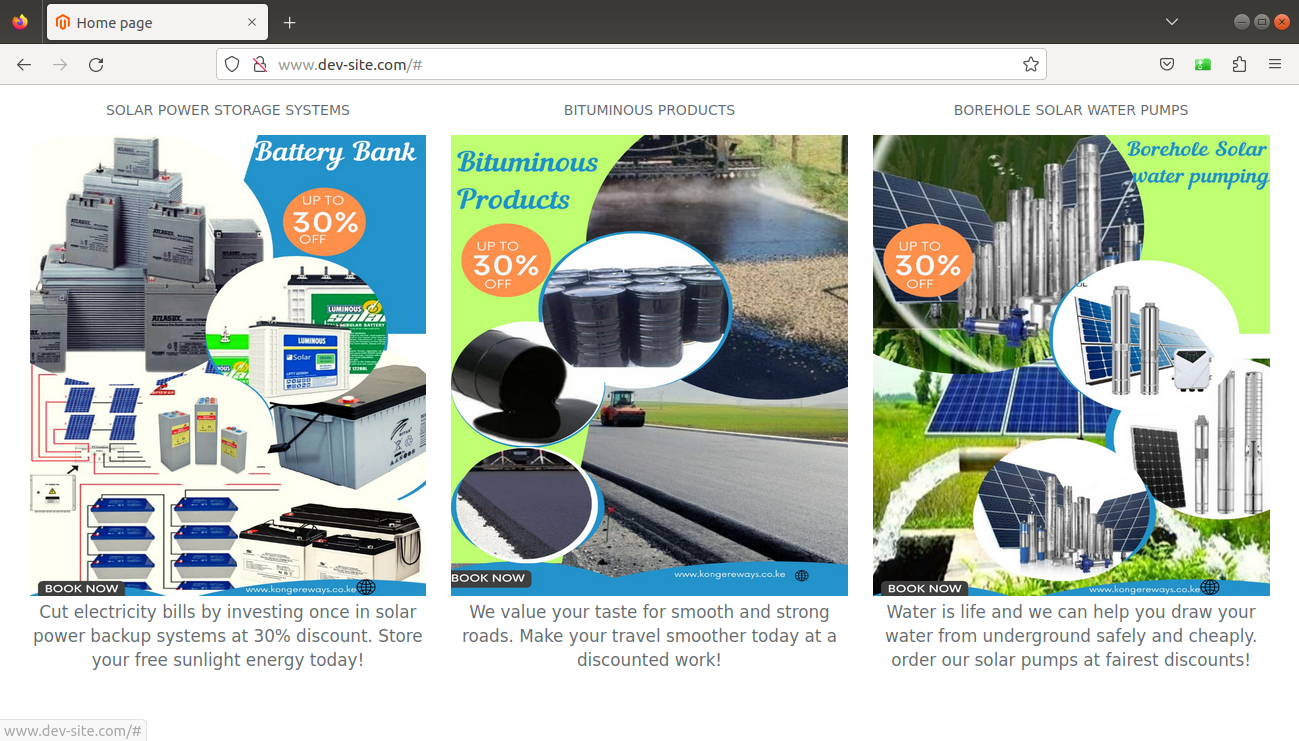 Home page
www.dev-site.com/#
SOLAR POWER STORAGE SYSTEMS
BITUMINOUS PRODUCTS
BOREHOLE SOLAR WATER PUMPS
Battery Bank
UP TO
30%
OFF
ATLASBX
ATLASBX
LUMINOUS
Solar
LUMINOUS
Solar
BOOK NOW
www.kongereways.co.ke
Bituminous
Products
UP TO
30%
OFF
BOOK NOW
www.kongereways.co.ke
Borehole Solar
water pumping
UP TO
30%
OFF
BOOK NOW
www.kongereways.co.ke
Cut electricity bills by investing once in solar
power backup systems at 30% discount. Store
your free sunlight energy today!
We value your taste for smooth and strong
roads. Make your travel smoother today at a
discounted work!
Water is life and we can help you draw your
water from underground safely and cheaply.
order our solar pumps at fairest discounts!
www.dev-site.com/#